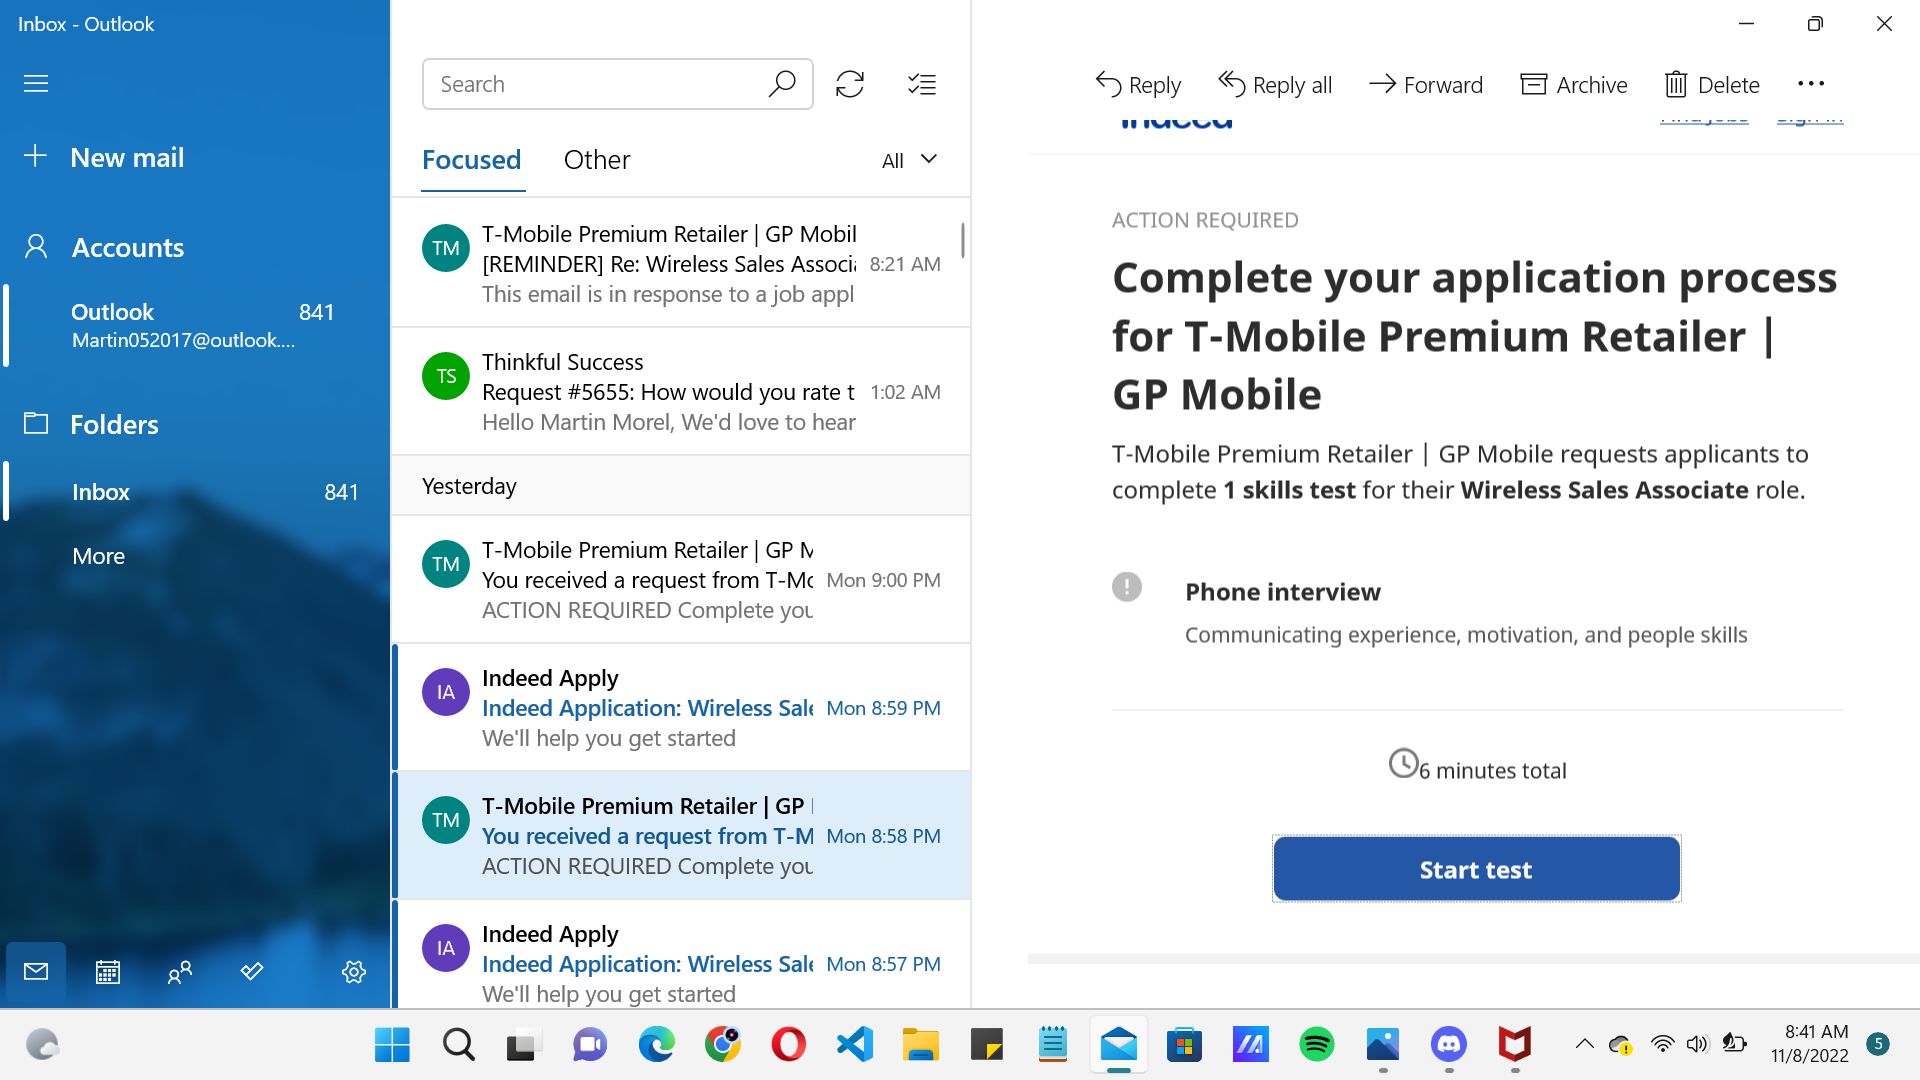 Inbox - Outlook
New mail
Accounts
Outlook 841
Martin052017@outlook....
Folders
Inbox 841
More
Search
Focused Other All
TM
T-Mobile Premium Retailer | GP Mobil
[REMINDER] Re: Wireless Sales Associa 8:21 AM
This email is in response to a job appl
TS
Thinkful Success
Request #5655: How would you rate t 1:02 AM
Hello Martin Morel, We'd love to hear
Yesterday
TM
T-Mobile Premium Retailer | GP M
You received a request from T-Mo Mon 9:00 PM
ACTION REQUIRED Complete you
IA
Indeed Apply
Indeed Application: Wireless Sale Mon 8:59 PM
We'll help you get started
TM
T-Mobile Premium Retailer | GP
You received a request from T-M Mon 8:58 PM
ACTION REQUIRED Complete you
IA
Indeed Apply
Indeed Application: Wireless Sale Mon 8:57 PM
We'll help you get started
Reply Reply all Forward Archive Delete
indeed Find jobs Sign in
ACTION REQUIRED
Complete your application process
for T-Mobile Premium Retailer |
GP Mobile
T-Mobile Premium Retailer | GP Mobile requests applicants to
complete 1 skills test for their Wireless Sales Associate role.
Phone interview
Communicating experience, motivation, and people skills
6 minutes total
Start test
8:41 AM
11/8/2022
5